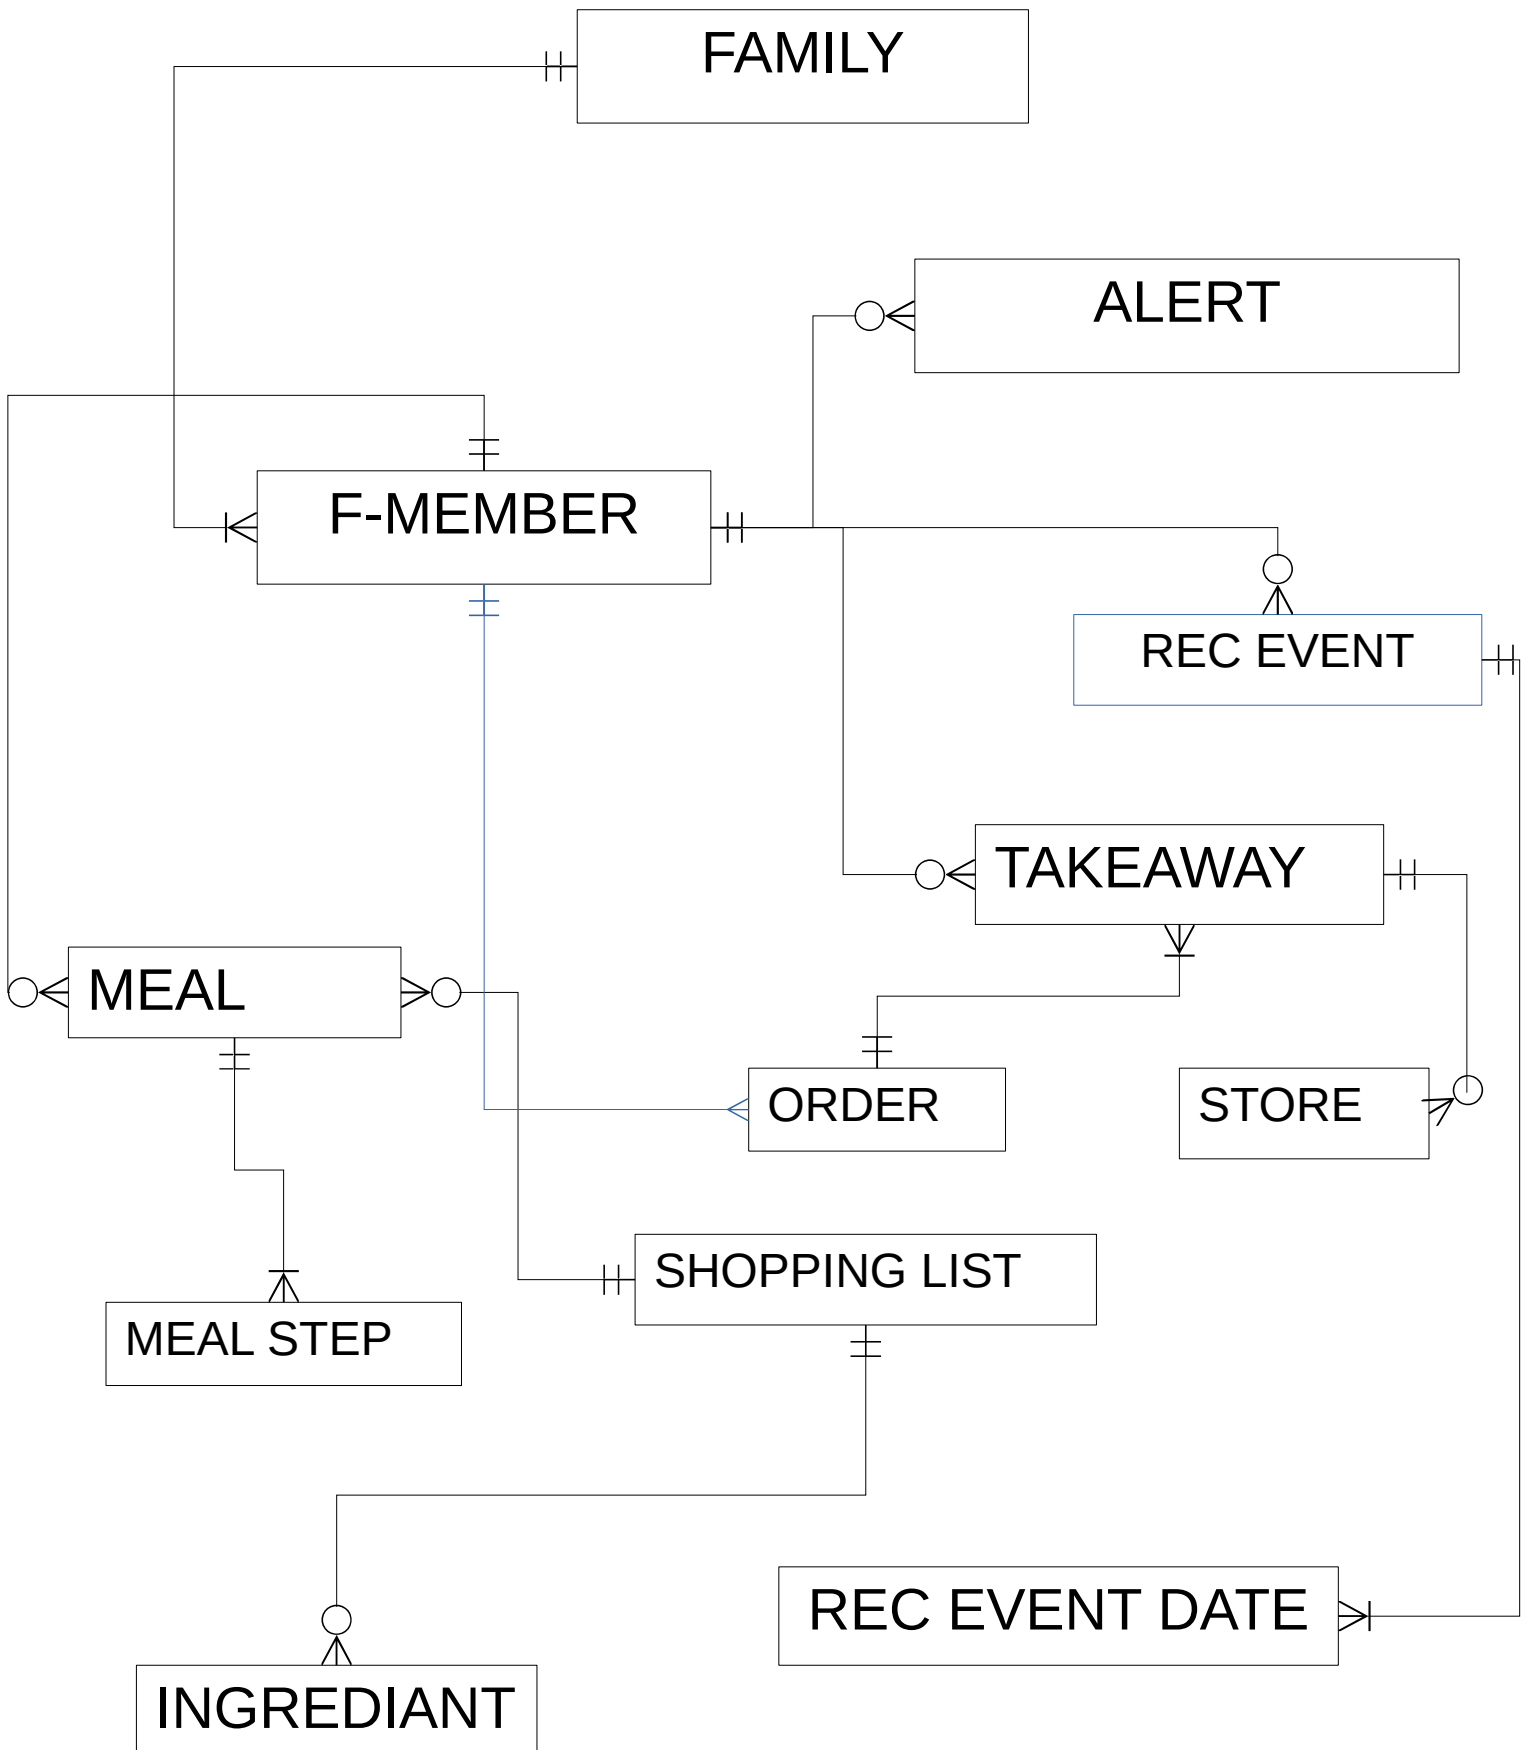 FAMILY
ALERT
F-MEMBER
REC EVENT
TAKEAWAY
MEAL
ORDER
STORE
SHOPPING LIST
MEAL STEP
REC EVENT DATE
INGREDIANT